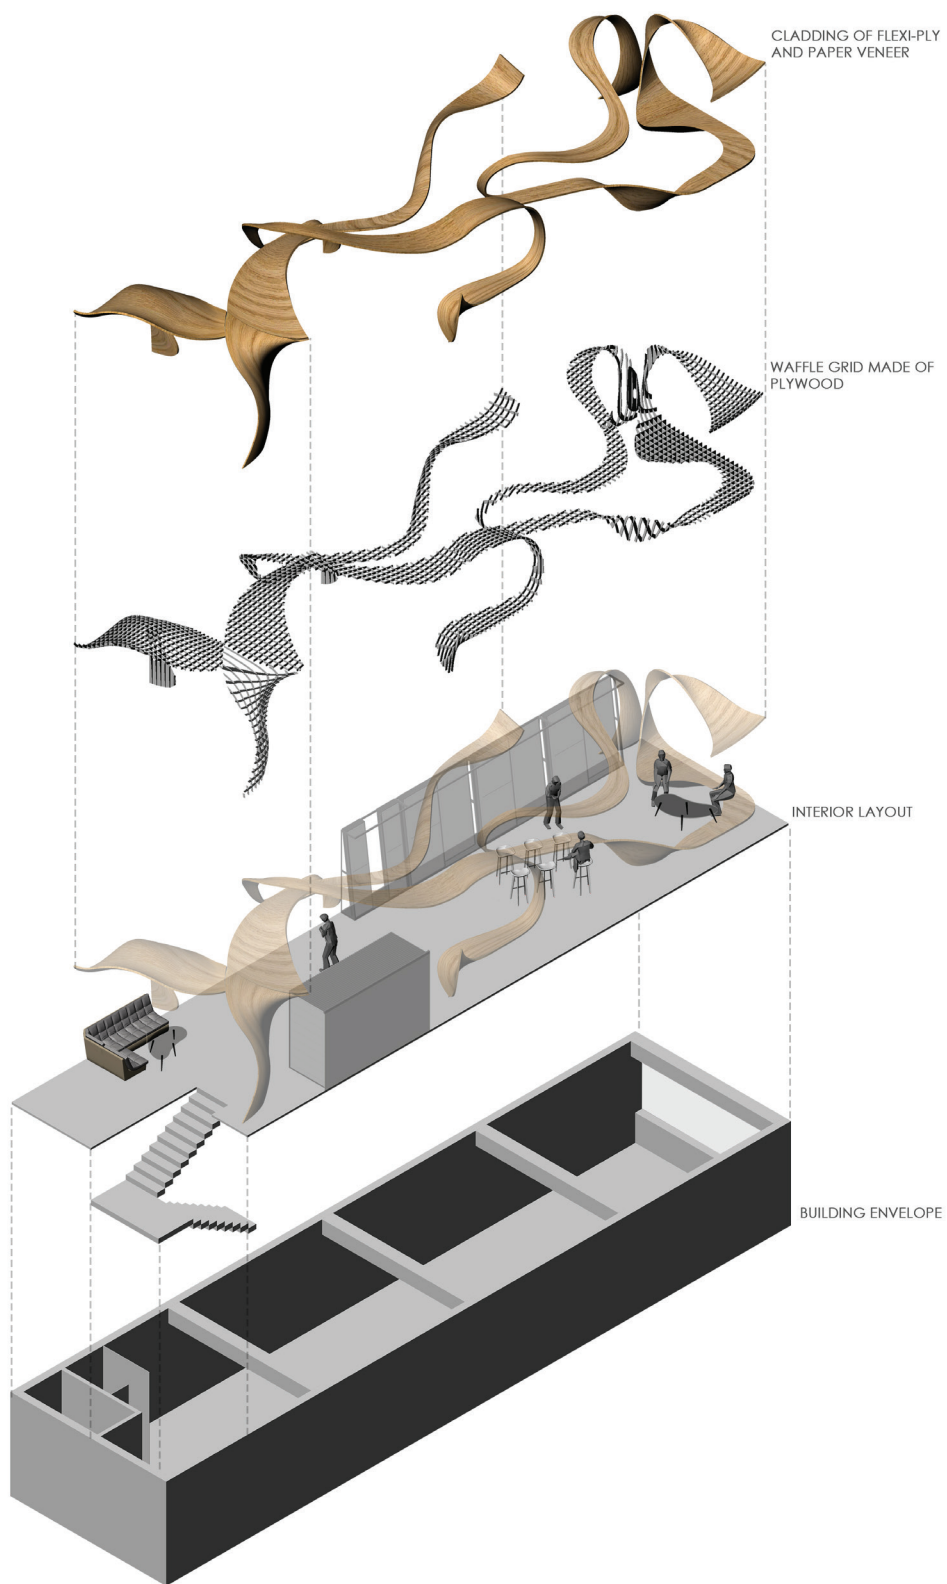 CLADDING OF FLEXI-PLY
AND PAPER VENEER
WAFFLE GRID MADE OF
PLYWOOD
INTERIOR LAYOUT
BUILDING ENVELOPE